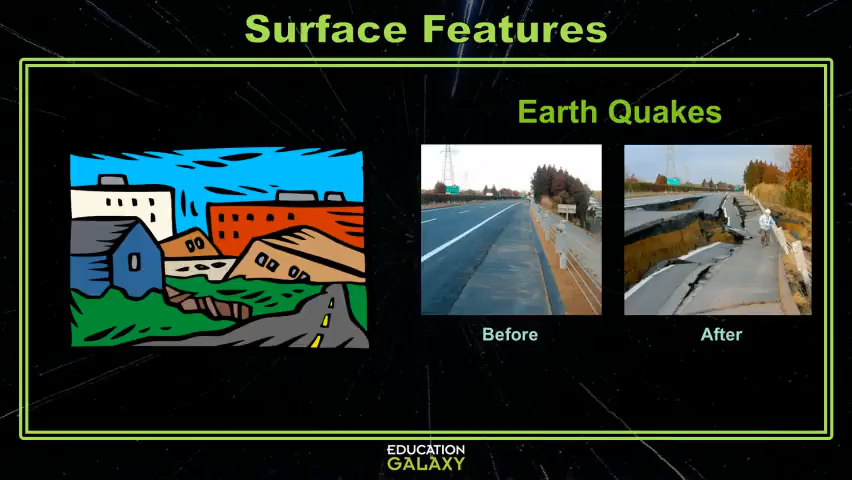 Surface Features
Earth Quakes
Before
After
EDUCATION
GALAXY